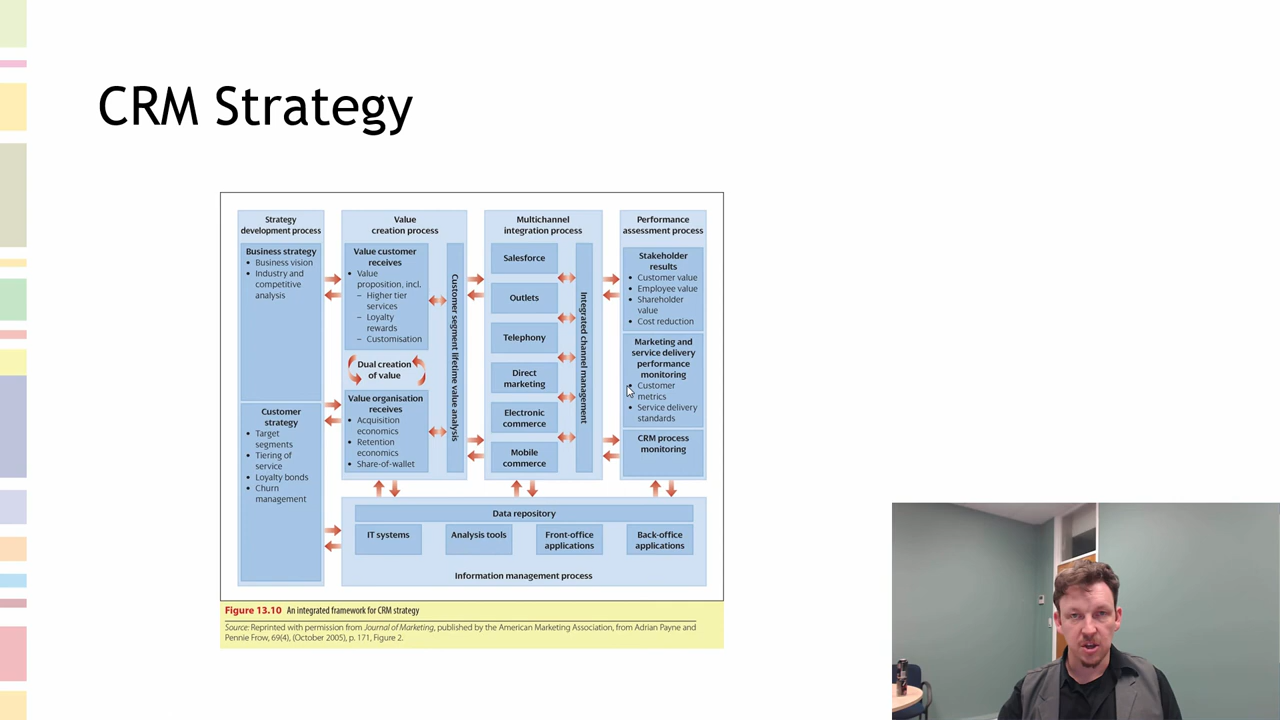 CRM Strategy
Strategy
development process
Business strategy
• Business vision
• Industry and
competitive
analysis
Customer
strategy
• Target
segments
• Tiering of
service
• Loyalty bonds
• Churn
management
Value
creation process
Value customer
receives
• Value
proposition, incl.
– Higher tier
services
– Loyalty
rewards
– Customisation
Dual creation
of value
Value organisation
receives
• Acquisition
economics
• Retention
economics
• Share-of-wallet
Customer segment lifetime value analysis
Multichannel
integration process
Salesforce
Outlets
Telephony
Direct
marketing
Electronic
commerce
Mobile
commerce
Integrated channel management
Performance
assessment process
Stakeholder
results
• Customer value
• Employee value
• Shareholder
value
• Cost reduction
Marketing and
service delivery
performance
monitoring
• Customer
metrics
• Service delivery
standards
CRM process
monitoring
Data repository
IT systems
Analysis tools
Front-office
applications
Back-office
applications
Information management process
Figure 13.10 An integrated framework for CRM strategy
Source: Reprinted with permission from Journal of Marketing, published by the American Marketing Association, from Adrian Payne and
Pennie Frow, 69(4), (October 2005), p. 171, Figure 2.